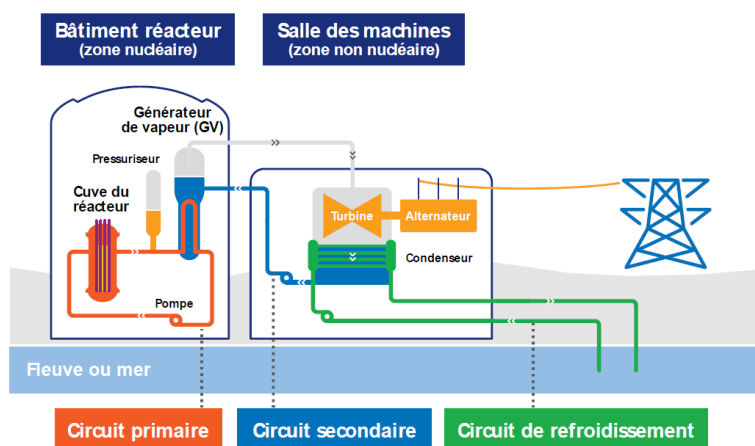 Bâtiment réacteur
(zone nucléaire)
Salle des machines
(zone non nucléaire)
Générateur
de vapeur (GV)
Pressuriseur
Cuve du
réacteur
Turbine
Alternateur
Condenseur
Pompe
Fleuve ou mer
Circuit primaire
Circuit secondaire
Circuit de refroidissement